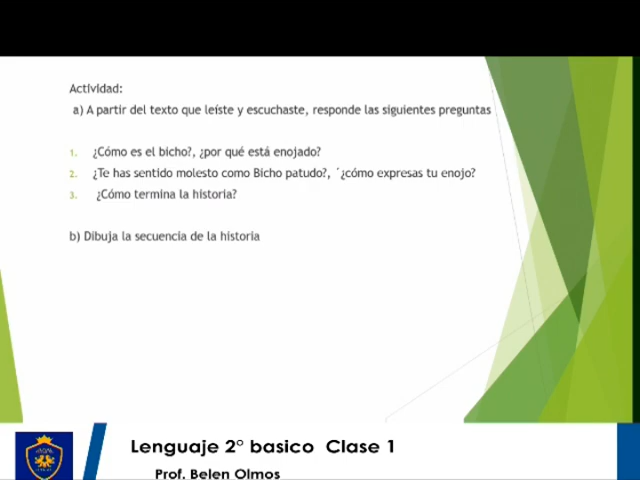 Actividad:
a) A partir del texto que leíste y escuchaste, responde las siguientes preguntas
1. ¿Cómo es el bicho?, ¿por qué está enojado?
2. ¿Te has sentido molesto como Bicho patudo?, ´¿cómo expresas tu enojo?
3. ¿Cómo termina la historia?
b) Dibuja la secuencia de la historia
Lenguaje 2° basico Clase 1
Prof. Belen Olmos